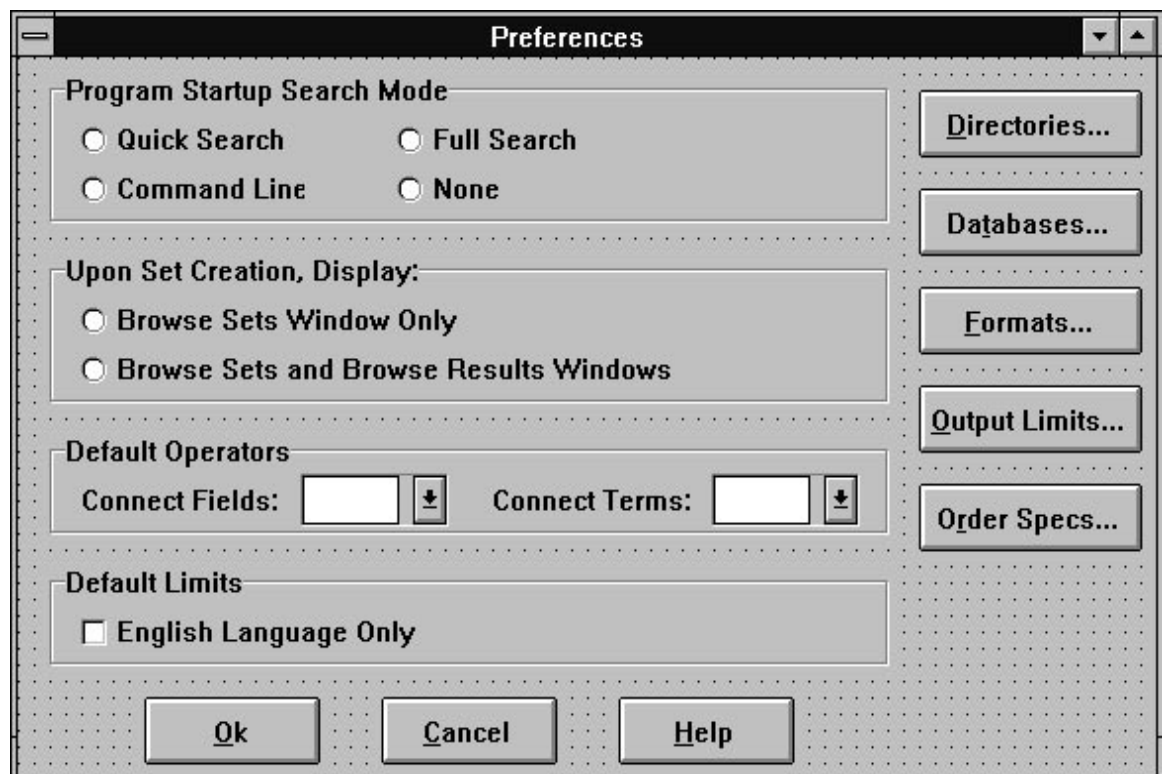 Preferences
Program Startup Search Mode
Quick Search
Full Search
Command Line
None
Upon Set Creation, Display:
Browse Sets Window Only
Browse Sets and Browse Results Windows
Default Operators
Connect Fields:
Connect Terms:
Default Limits
English Language Only
Ok
Cancel
Help
Directories...
Databases...
Formats...
Output Limits...
Order Specs...